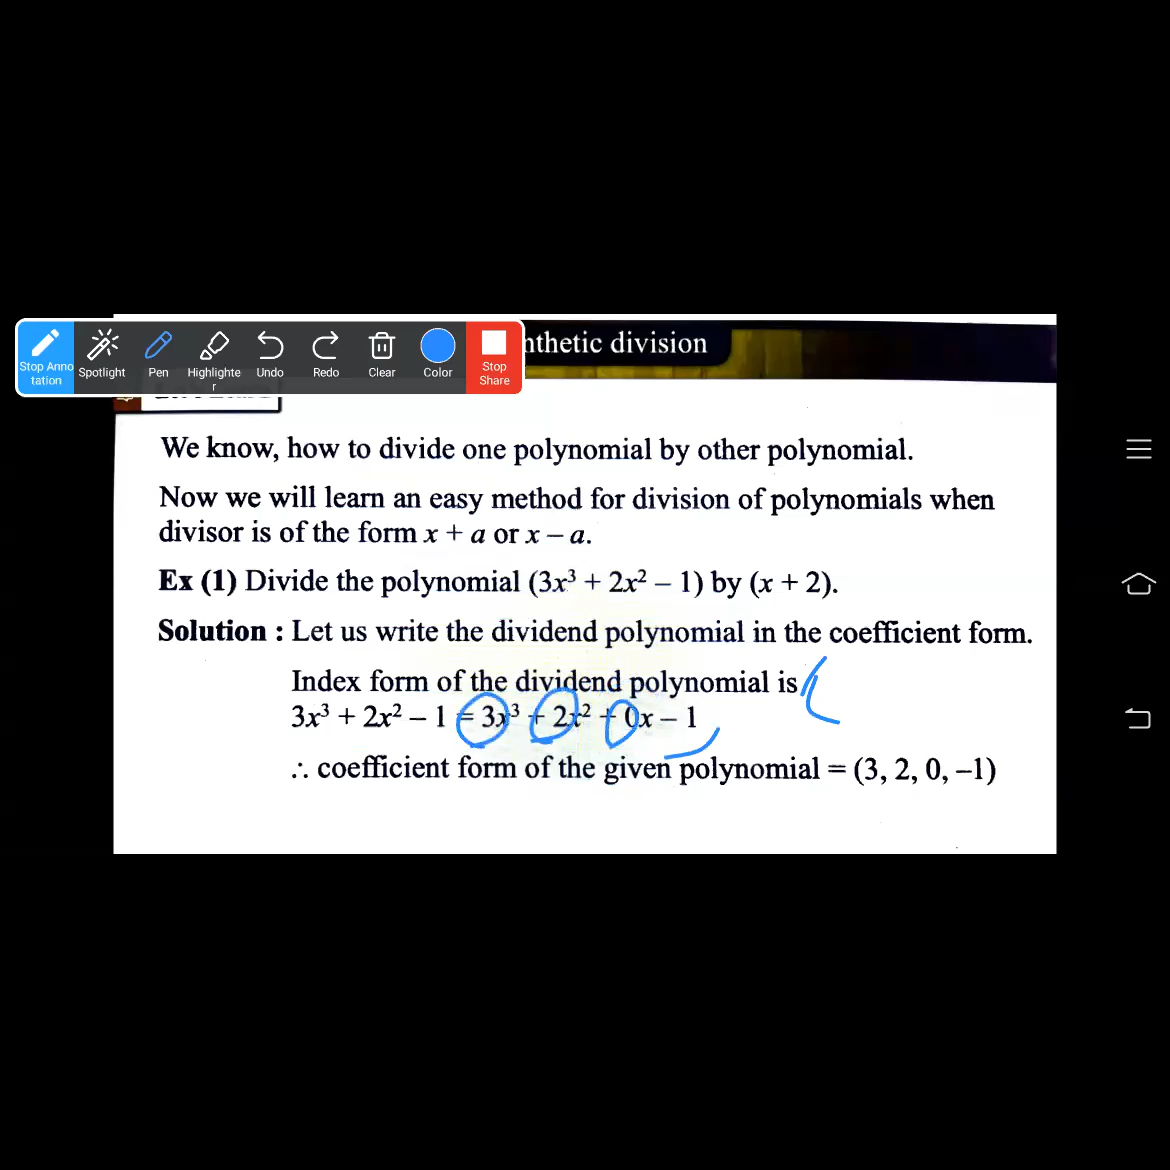 Stop Anno
tation
Spotlight
Pen
Highlighte
r
Undo
Redo
Clear
Color
Stop
Share
nthetic division
We know, how to divide one polynomial by other polynomial.
Now we will learn an easy method for division of polynomials when
divisor is of the form x + a or x – a.
Ex (1) Divide the polynomial (3x³ + 2x² – 1) by (x + 2).
Solution : Let us write the dividend polynomial in the coefficient form.
Index form of the dividend polynomial is
3x³ + 2x² – 1 = 3x³ + 2x² + 0x – 1
∴ coefficient form of the given polynomial = (3, 2, 0, –1)